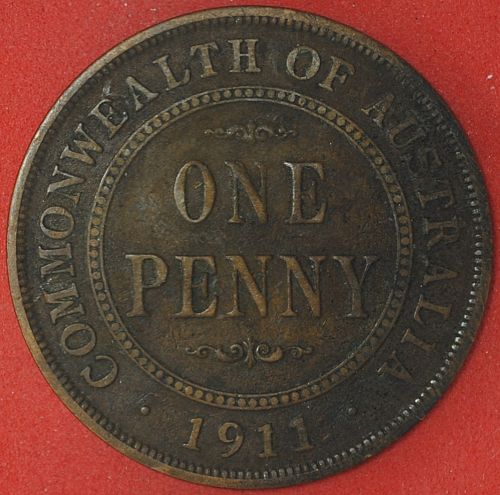 COMMONWEALTH OF AUSTRALIA
ONE
PENNY
· 1911 ·